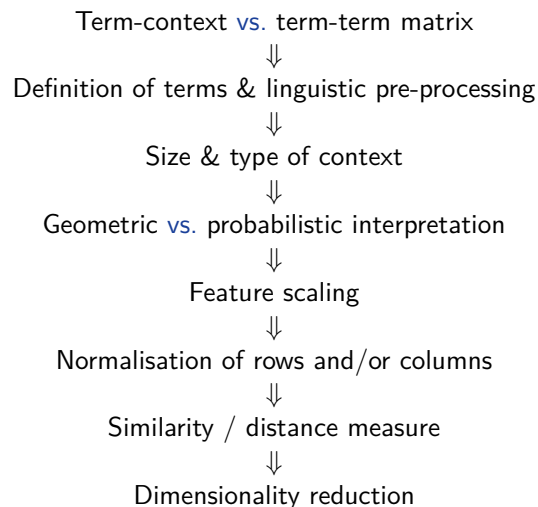 Term-context vs. term-term matrix
⇓
Definition of terms & linguistic pre-processing
⇓
Size & type of context
⇓
Geometric vs. probabilistic interpretation
⇓
Feature scaling
⇓
Normalisation of rows and/or columns
⇓
Similarity / distance measure
⇓
Dimensionality reduction